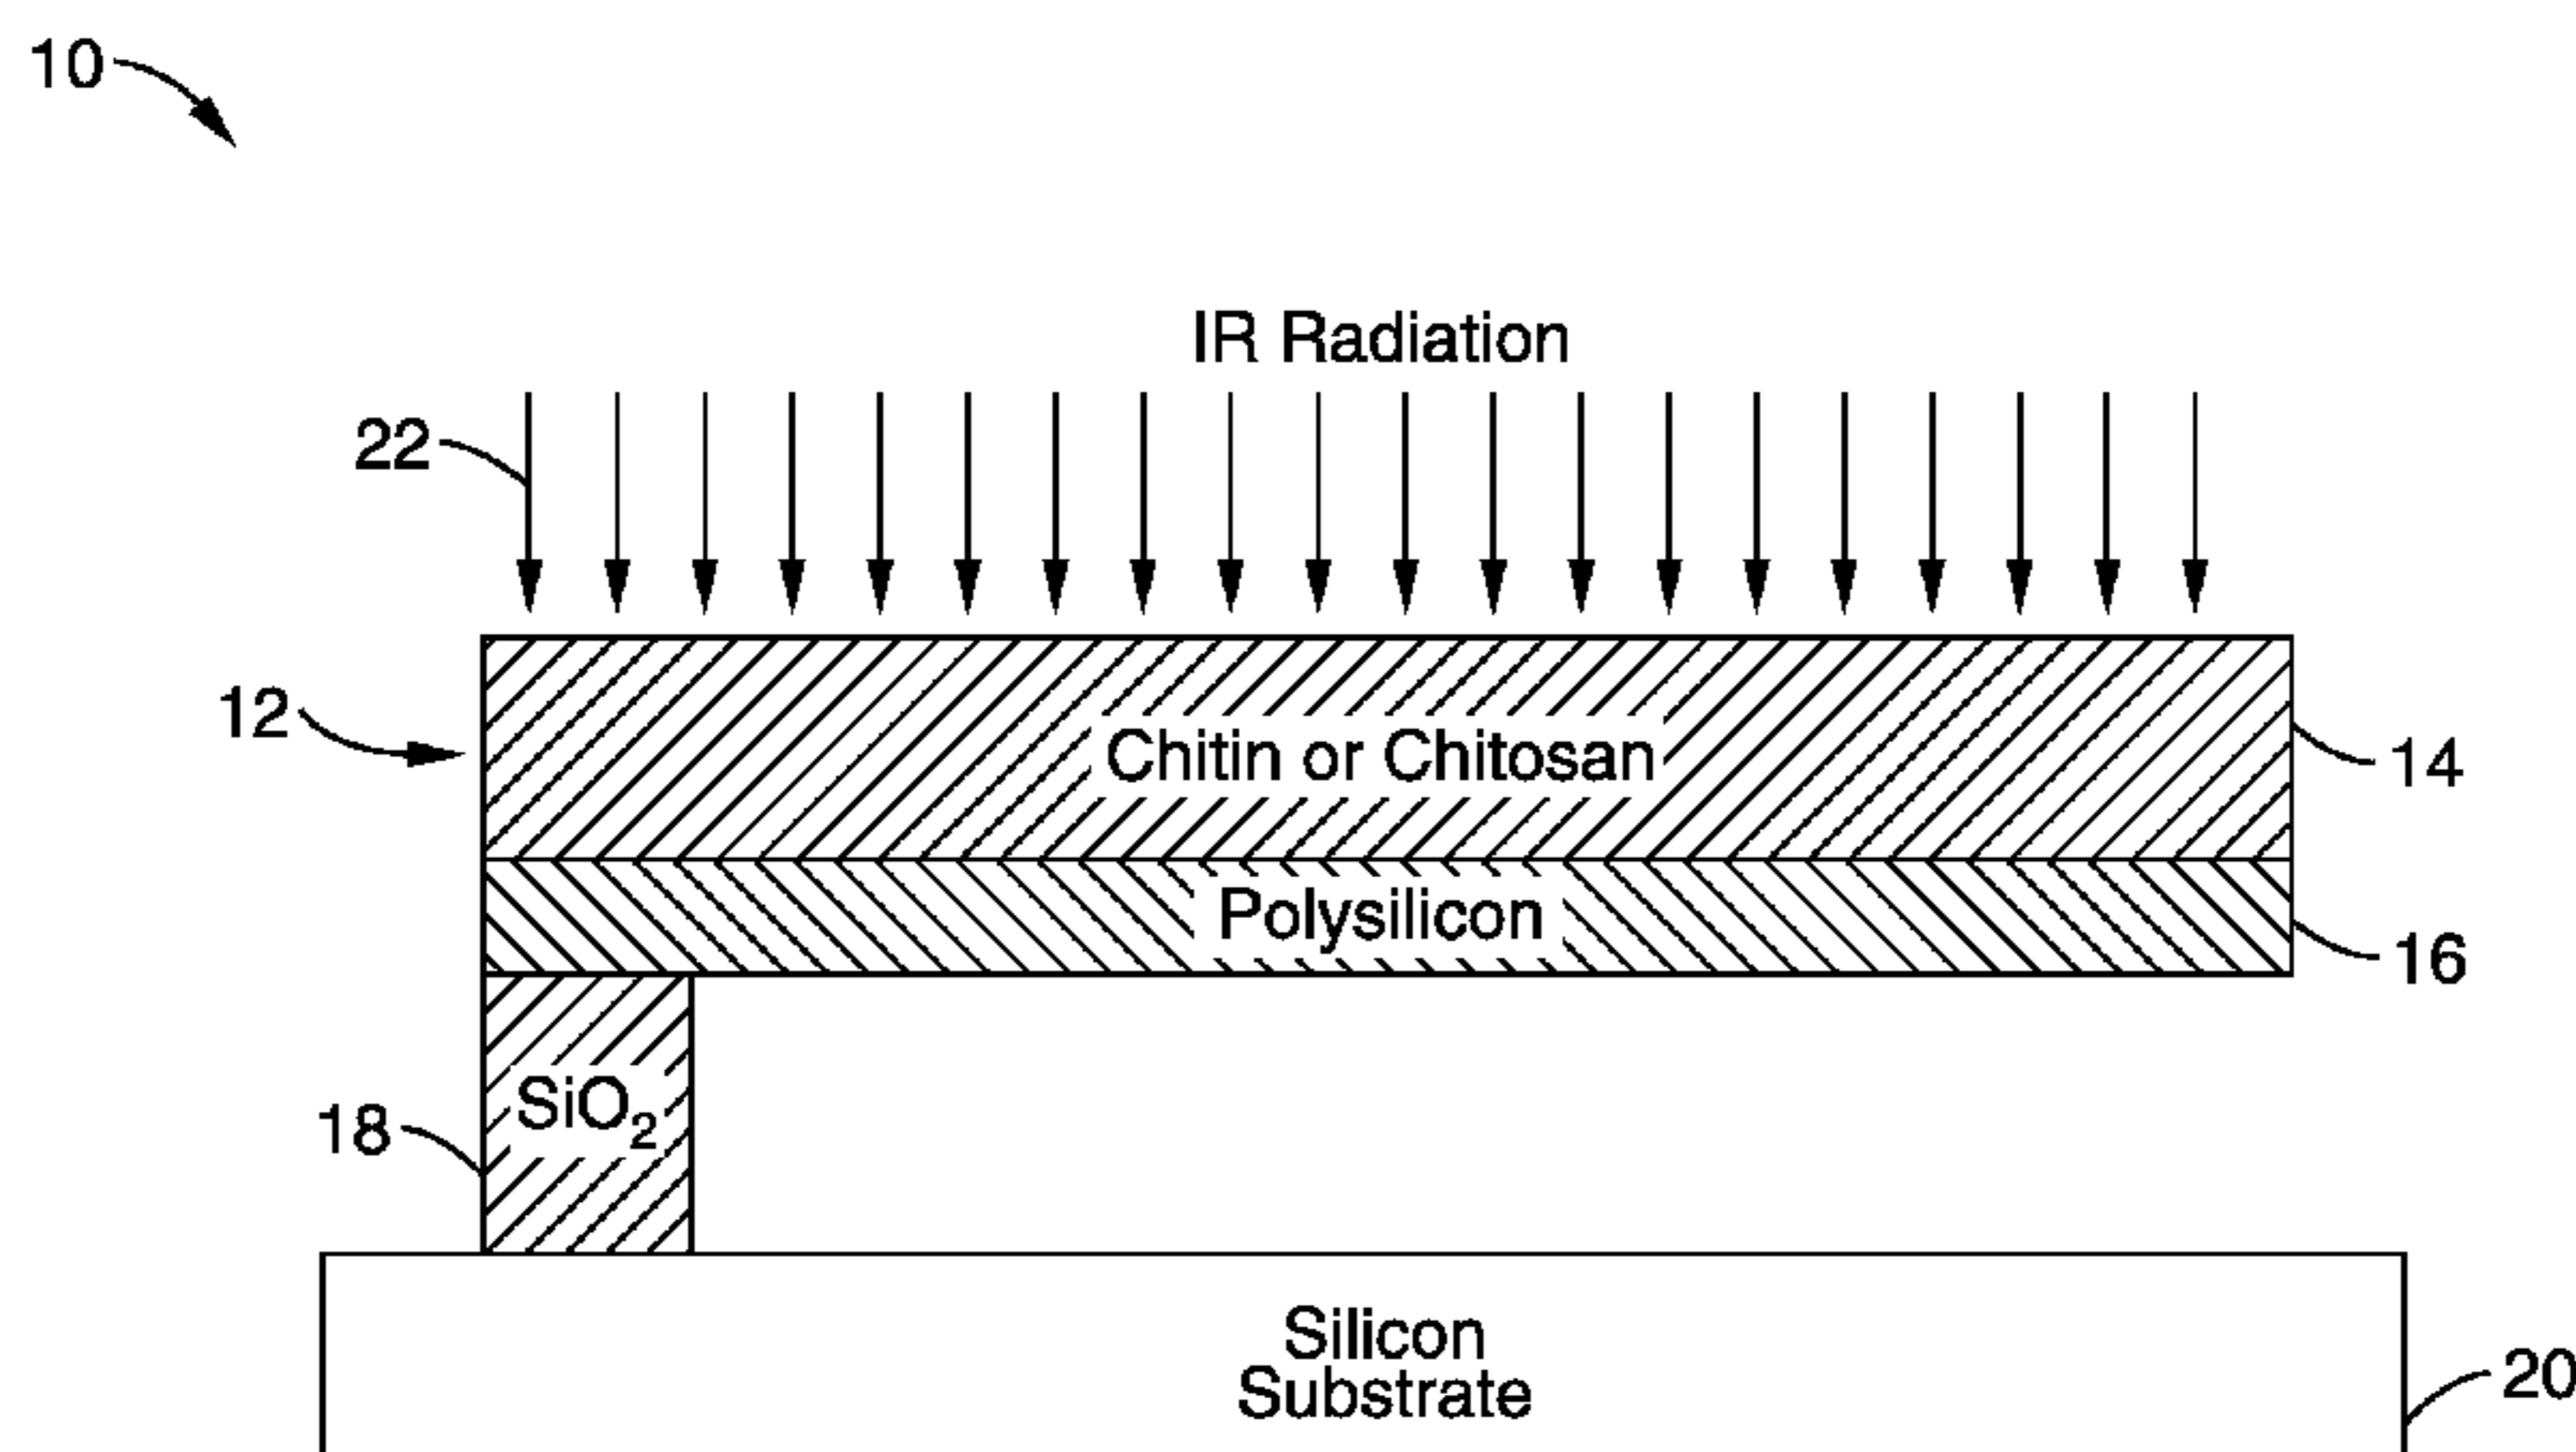 10
IR Radiation
22
12
Chitin or Chitosan
14
Polysilicon
16
SiO₂
18
Silicon
Substrate
20